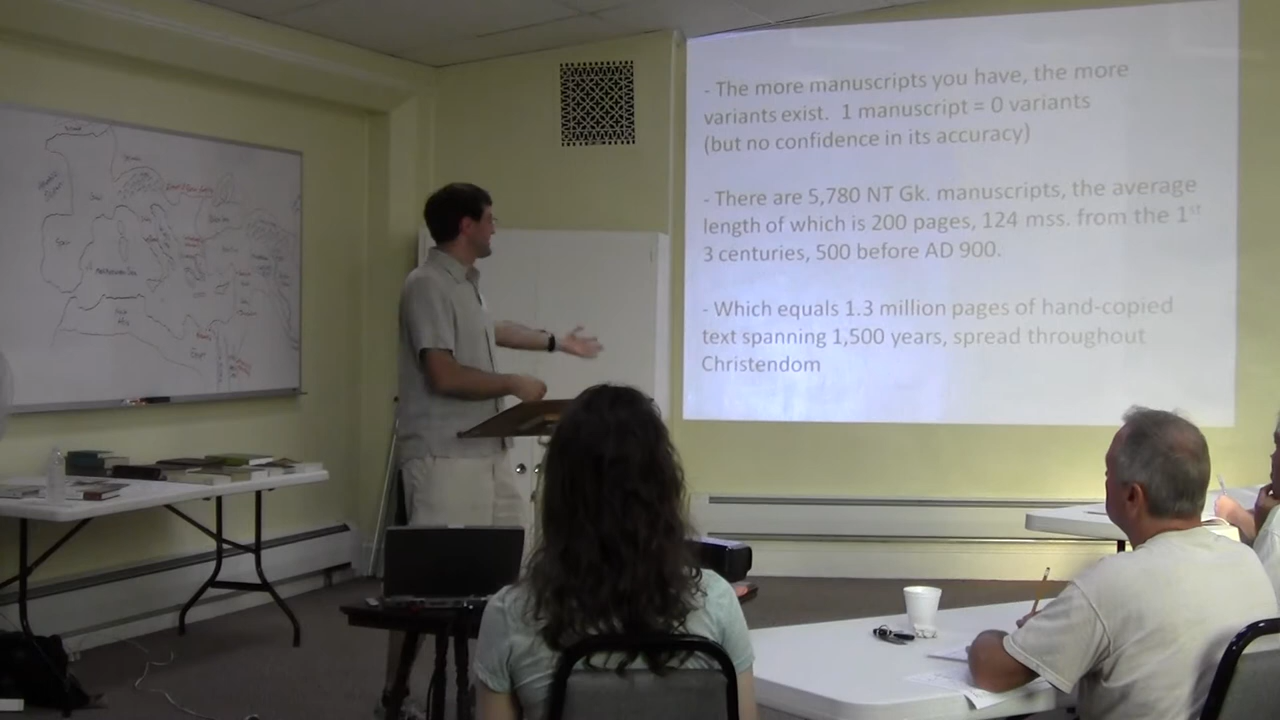 - The more manuscripts you have, the more
variants exist.  1 manuscript = 0 variants
(but no confidence in its accuracy)
- There are 5,780 NT Gk. manuscripts, the average
length of which is 200 pages, 124 mss. from the 1st
3 centuries, 500 before AD 900.
- Which equals 1.3 million pages of hand-copied
text spanning 1,500 years, spread throughout
Christendom
Spain
Egypt